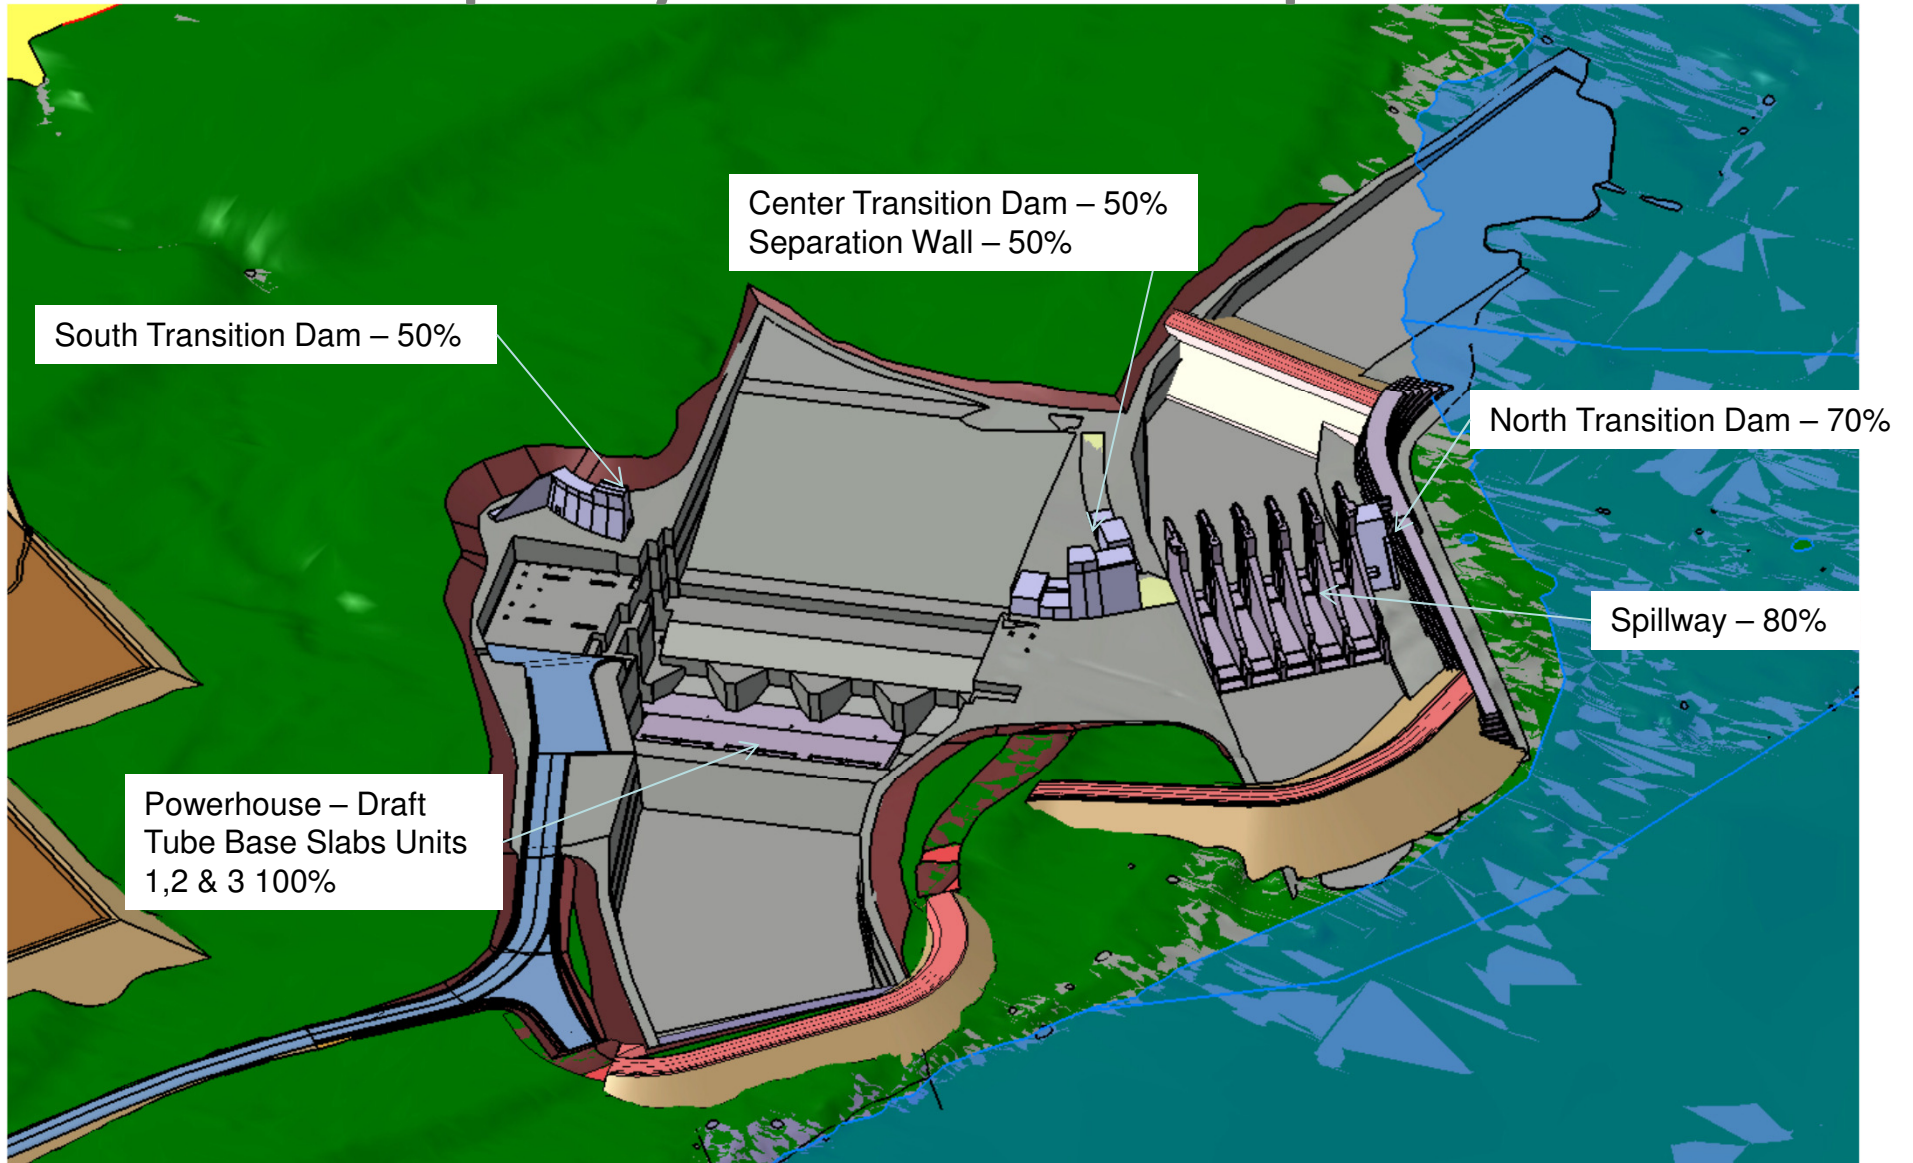 Center Transition Dam – 50%
Separation Wall – 50%
South Transition Dam – 50%
North Transition Dam – 70%
Spillway – 80%
Powerhouse – Draft
Tube Base Slabs Units
1,2 & 3 100%